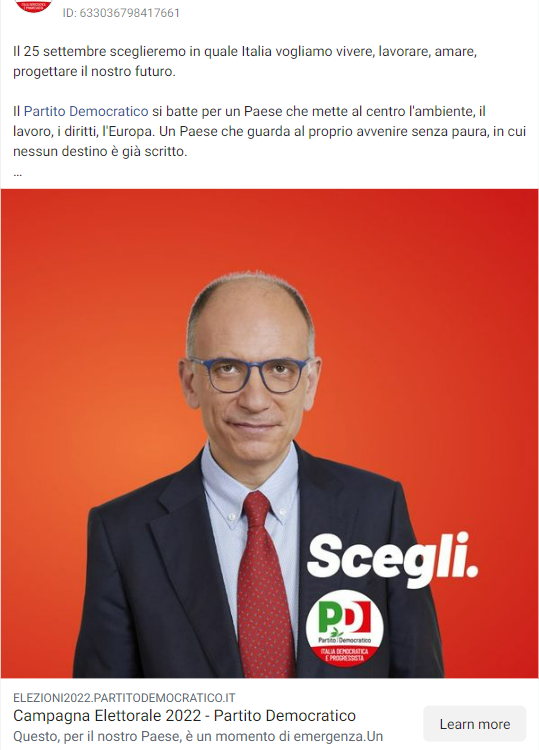 ID: 633036798417661
Il 25 settembre sceglieremo in quale Italia vogliamo vivere, lavorare, amare,
progettare il nostro futuro.
Il Partito Democratico si batte per un Paese che mette al centro l'ambiente, il
lavoro, i diritti, l'Europa. Un Paese che guarda al proprio avvenire senza paura, in cui
nessun destino è già scritto.
...
Scegli.
PD
Partito Democratico
ITALIA DEMOCRATICA
E PROGRESSISTA
ELEZIONI2022.PARTITODEMOCRATICO.IT
Campagna Elettorale 2022 - Partito Democratico
Questo, per il nostro Paese, è un momento di emergenza.Un
Learn more